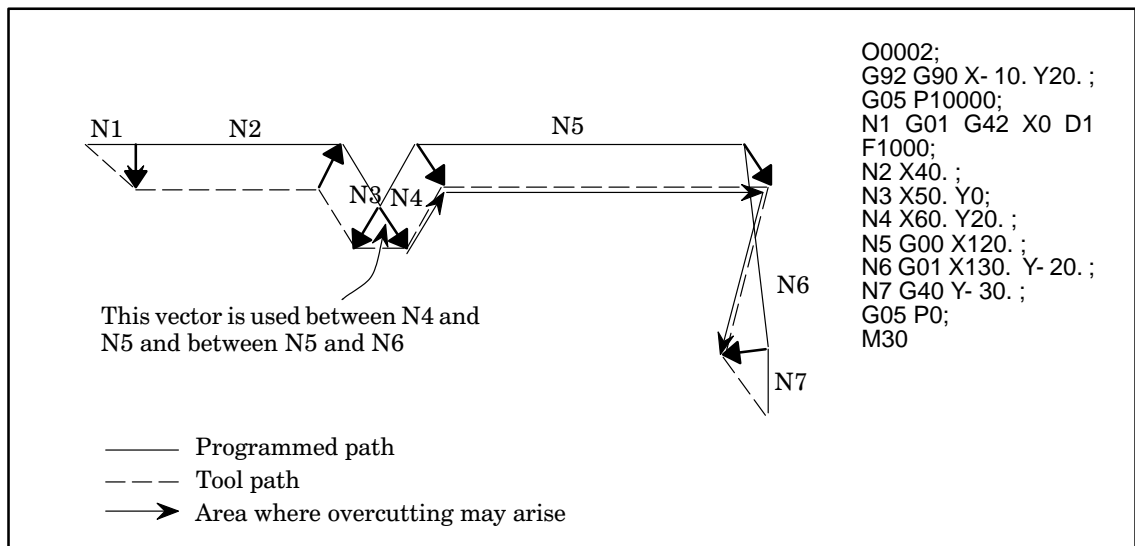 N1
N2
N5
N3
N4
N6
N7
This vector is used between N4 and
N5 and between N5 and N6
Programmed path
Tool path
Area where overcutting may arise
O0002;
G92 G90 X- 10. Y20. ;
G05 P10000;
N1 G01 G42 X0 D1
F1000;
N2 X40. ;
N3 X50. Y0;
N4 X60. Y20. ;
N5 G00 X120. ;
N6 G01 X130. Y- 20. ;
N7 G40 Y- 30. ;
G05 P0;
M30